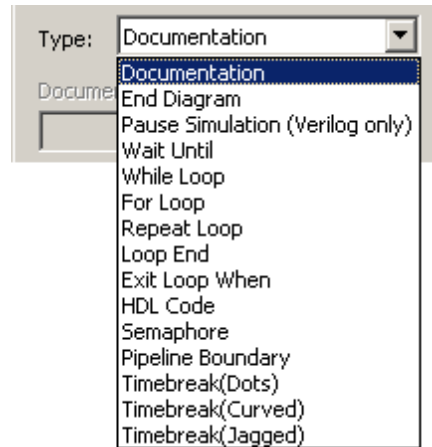 Type: Documentation
Documentation
End Diagram
Pause Simulation (Verilog only)
Wait Until
While Loop
For Loop
Repeat Loop
Loop End
Exit Loop When
HDL Code
Semaphore
Pipeline Boundary
Timebreak(Dots)
Timebreak(Curved)
Timebreak(Jagged)